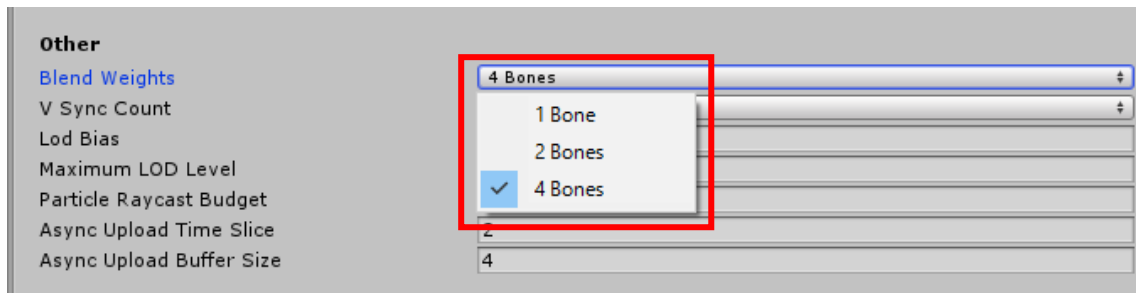 Other
Blend Weights 4 Bones
1 Bone
2 Bones
4 Bones
V Sync Count
Lod Bias
Maximum LOD Level
Particle Raycast Budget
Async Upload Time Slice 2
Async Upload Buffer Size 4